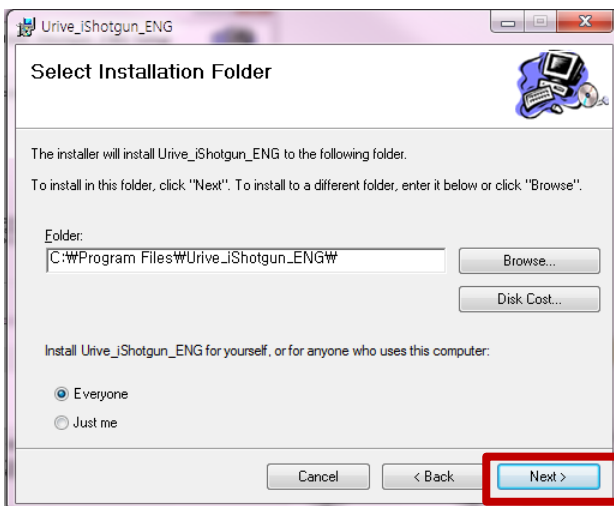 Urive_iShotgun_ENG
Select Installation Folder
The installer will install Urive_iShotgun_ENG to the following folder.
To install in this folder, click "Next". To install to a different folder, enter it below or click "Browse".
Folder:
C:₩Program Files₩Urive_iShotgun_ENG₩
Browse...
Disk Cost...
Install Urive_iShotgun_ENG for yourself, or for anyone who uses this computer:
Everyone
Just me
Cancel
< Back
Next >